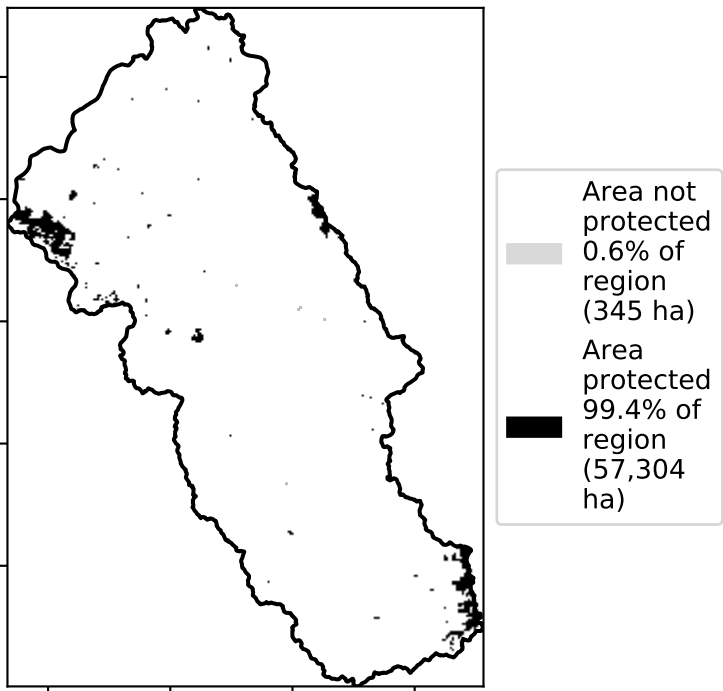 Area not
protected
0.6% of
region
(345 ha)
Area
protected
99.4% of
region
(57,304
ha)